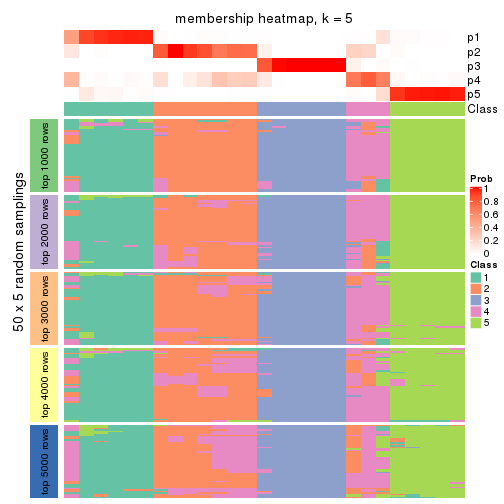 membership heatmap, k = 5
p1
p2
p3
p4
p5
Class
50 x 5 random samplings
top 1000 rows
top 2000 rows
top 3000 rows
top 4000 rows
top 5000 rows
Prob
1
0.8
0.6
0.4
0.2
0
Class
1
2
3
4
5